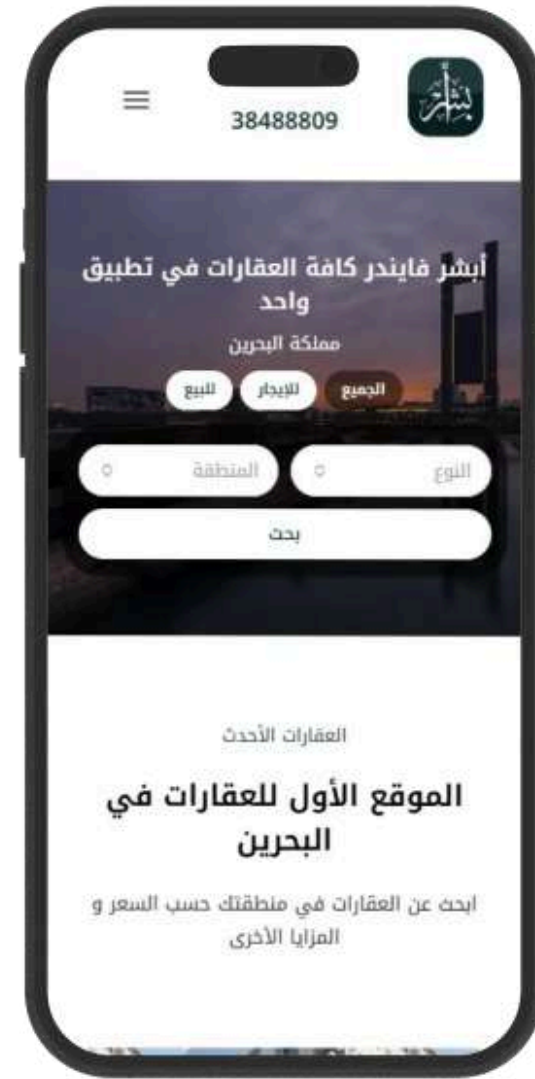 38488809
أبشر
أبشر فايندر كافة العقارات في تطبيق
واحد
مملكة البحرين
الجميع للإيجار للبيع
النوع المنطقة
بحث
العقارات الأحدث
الموقع الأول للعقارات في
البحرين
ابحث عن العقارات في منطقتك حسب السعر و
المزايا الأخرى